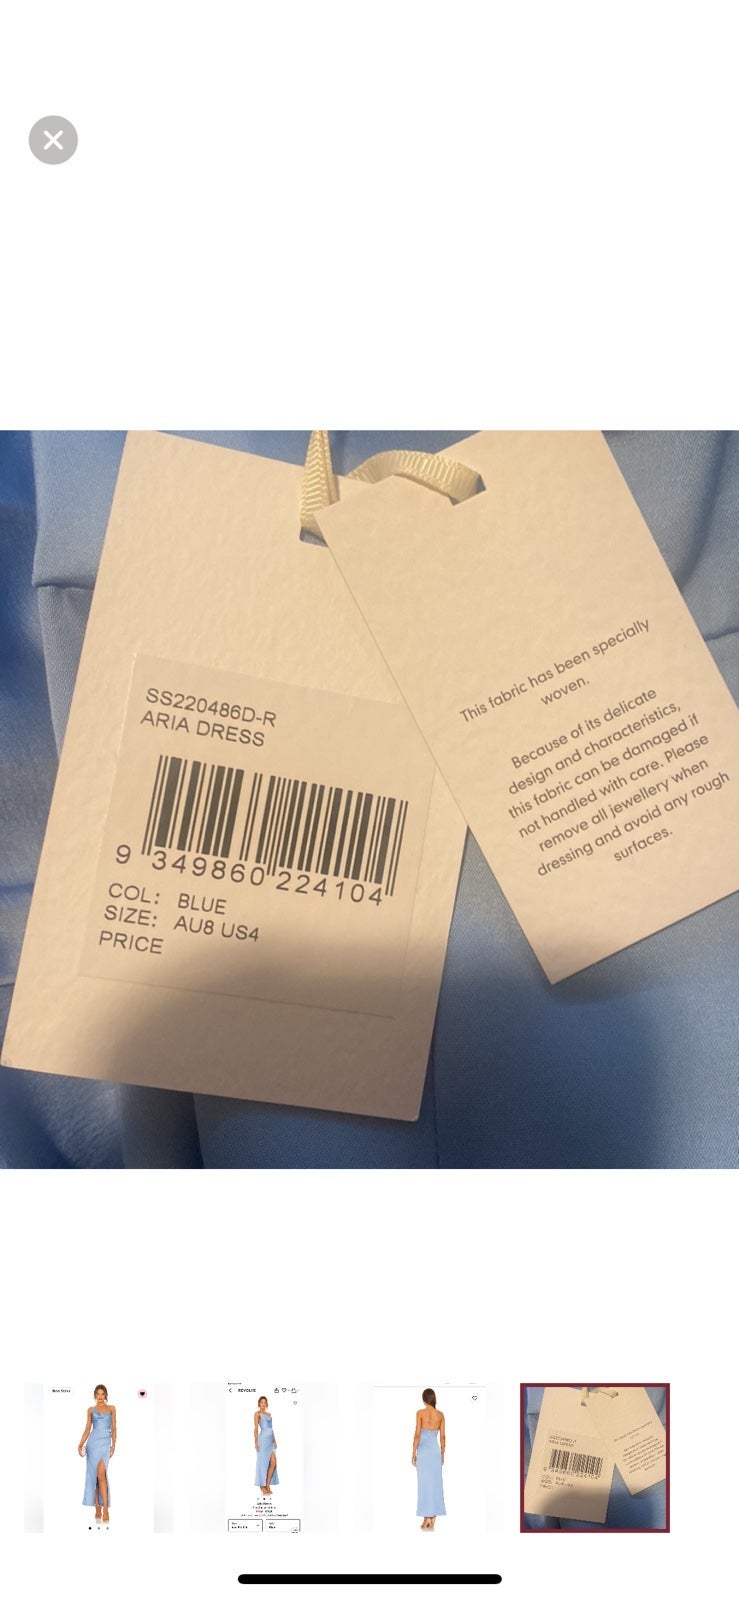 SS220486D-R
ARIA DRESS
9 349860 224104
COL: BLUE
SIZE: AU8 US4
PRICE
This fabric has been specially
woven.
Because of its delicate
design and characteristics,
this fabric can be damaged if
not handled with care. Please
remove all jewellery when
dressing and avoid any rough
surfaces.
REVOLVE